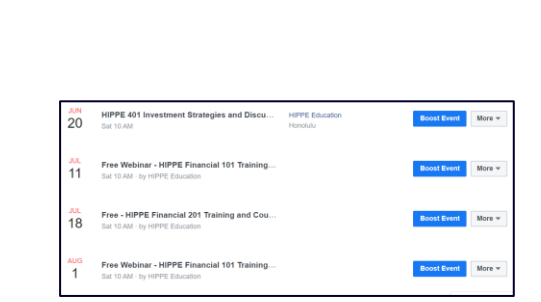 JUN
20
HIPPE 401 Investment Strategies and Discu...
Sat 10 AM
HIPPE Education
Honolulu
Boost Event
More
JUL
11
Free Webinar - HIPPE Financial 101 Training...
Sat 10 AM · by HIPPE Education
Boost Event
More
JUL
18
Free - HIPPE Financial 201 Training and Cou...
Sat 10 AM · by HIPPE Education
Boost Event
More
AUG
1
Free Webinar - HIPPE Financial 101 Training...
Sat 10 AM · by HIPPE Education
Boost Event
More